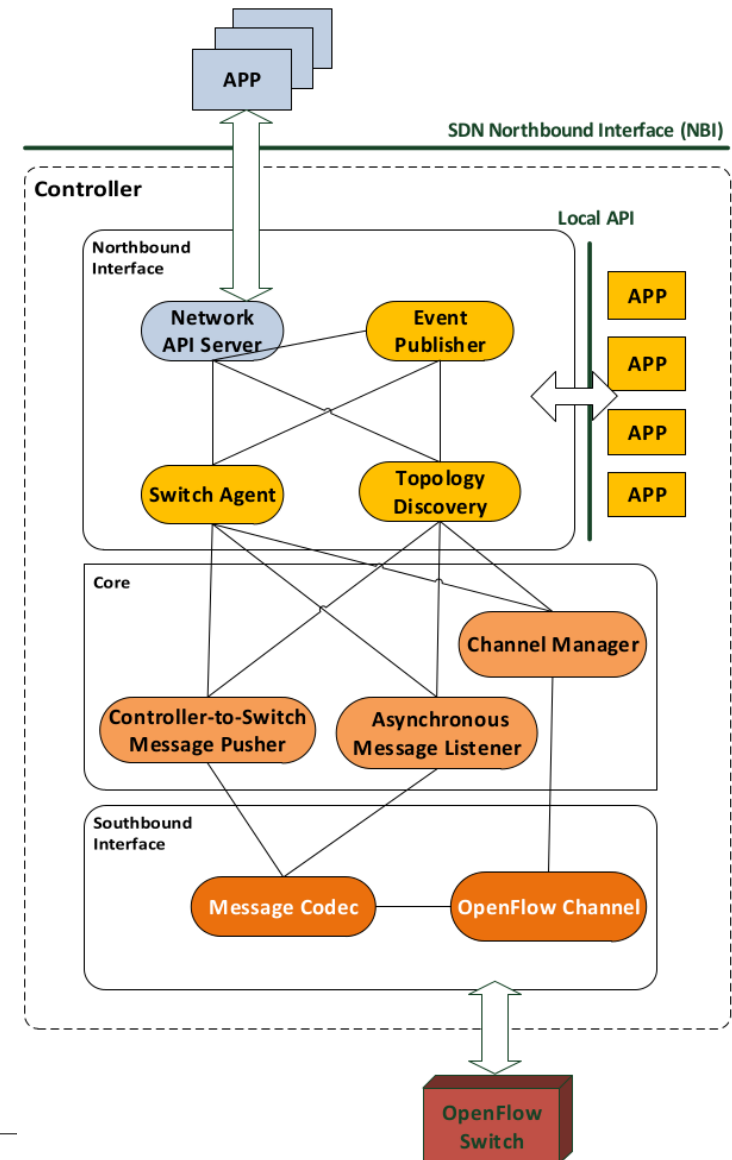 APP
SDN Northbound Interface (NBI)
Controller
Local API
Northbound
Interface
Network
API Server
Event
Publisher
APP
APP
APP
APP
Switch Agent
Topology
Discovery
Core
Channel Manager
Controller-to-Switch
Message Pusher
Asynchronous
Message Listener
Southbound
Interface
Message Codec
OpenFlow Channel
OpenFlow
Switch